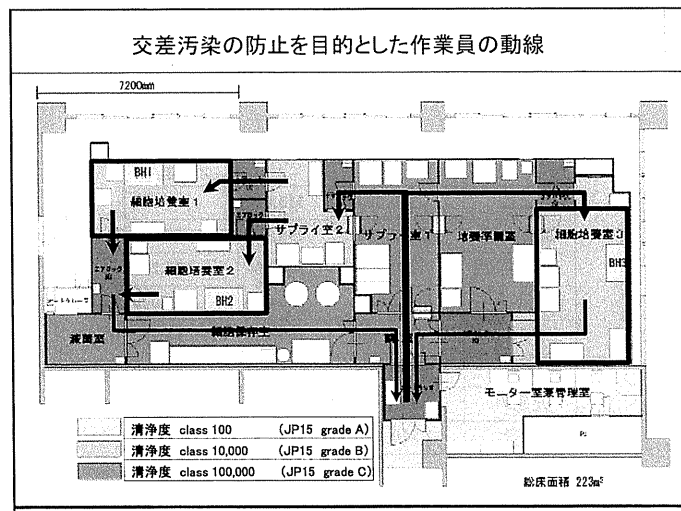 交差汚染の防止を目的とした作業員の動線
7200mm
BH1
細胞培養室1
サプライ室2
サプライ室1
培養準備室
細胞培養室3
BH3
細胞培養室2
BH2
滅菌室
細胞保存室
モーター室兼管理室
清浄度 class 100 (JP15 grade A)
清浄度 class 10,000 (JP15 grade B)
清浄度 class 100,000 (JP15 grade C)
総床面積 223m²